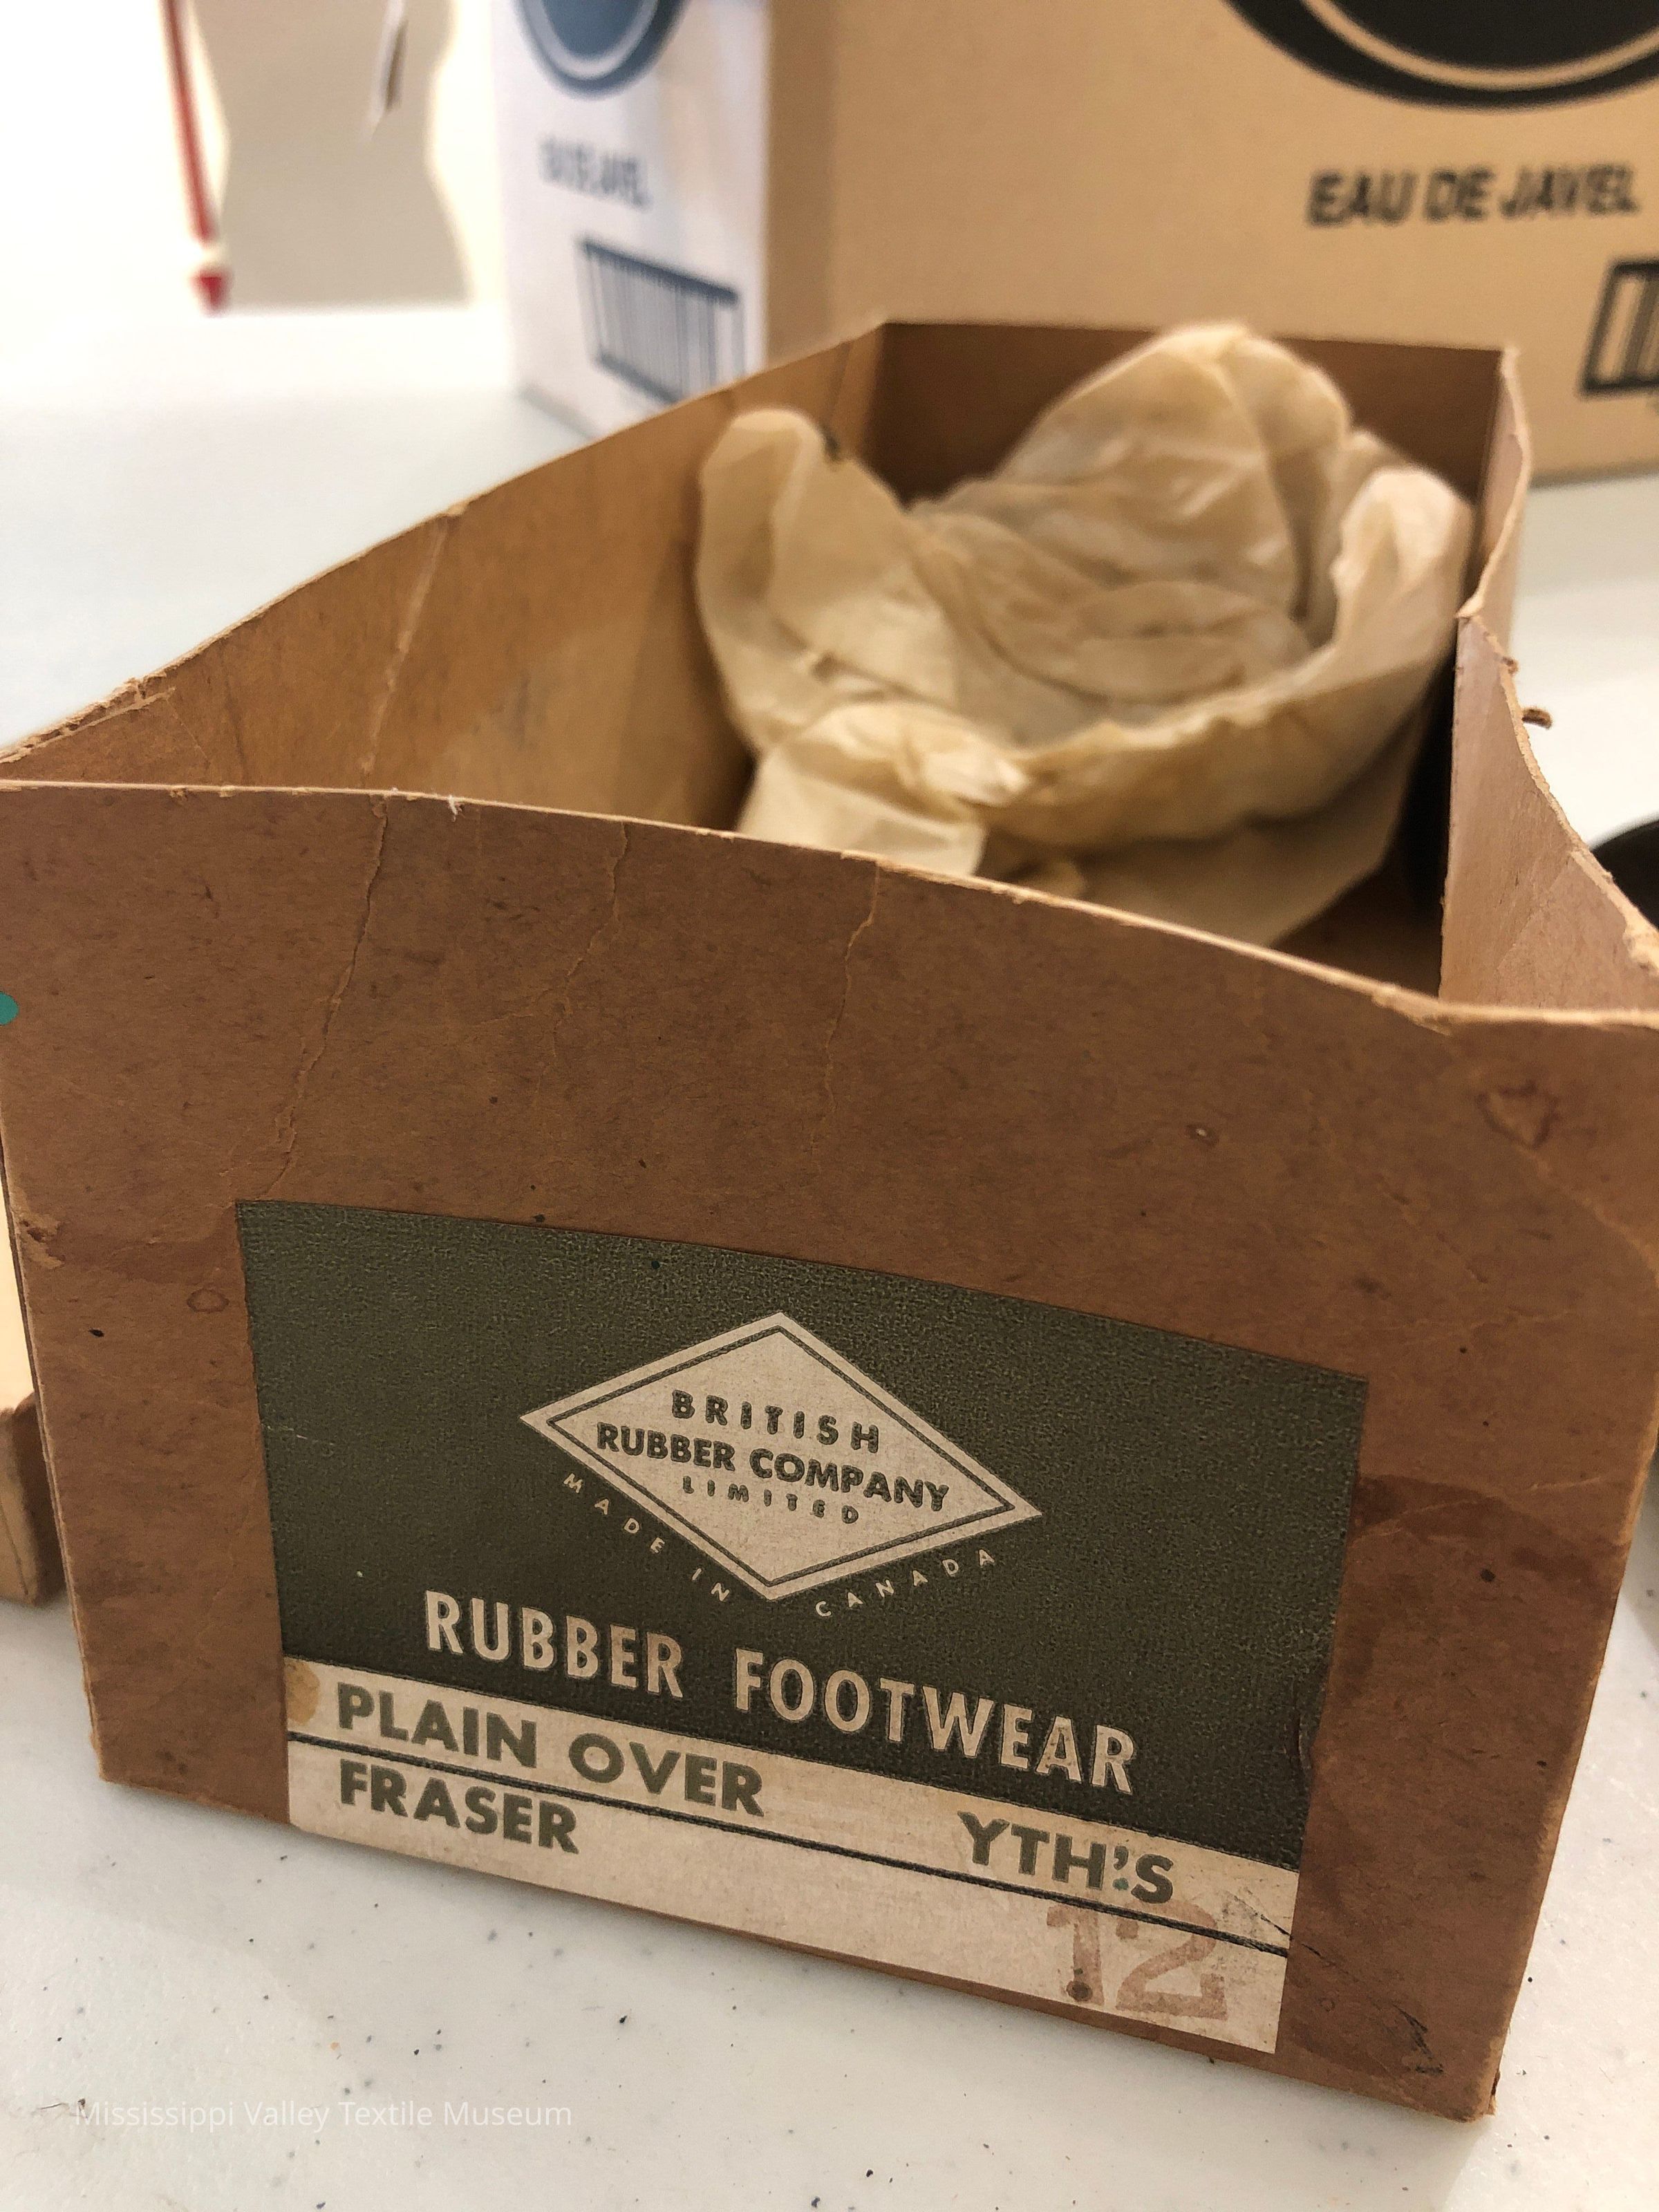 EAU DE JAVEL
BRITISH
RUBBER COMPANY
LIMITED
MADE IN CANADA
RUBBER FOOTWEAR
PLAIN OVER YTH'S
FRASER
12
Mississippi Valley Textile Museum